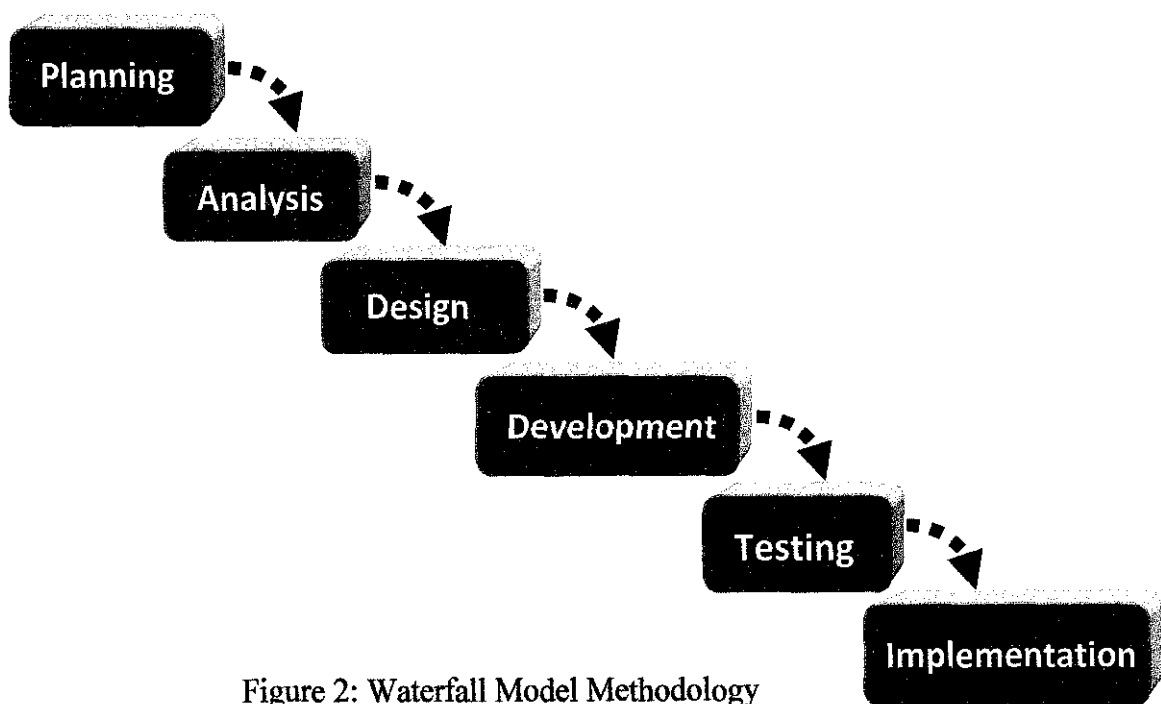 Planning
Analysis
Design
Development
Testing
Implementation
Figure 2: Waterfall Model Methodology